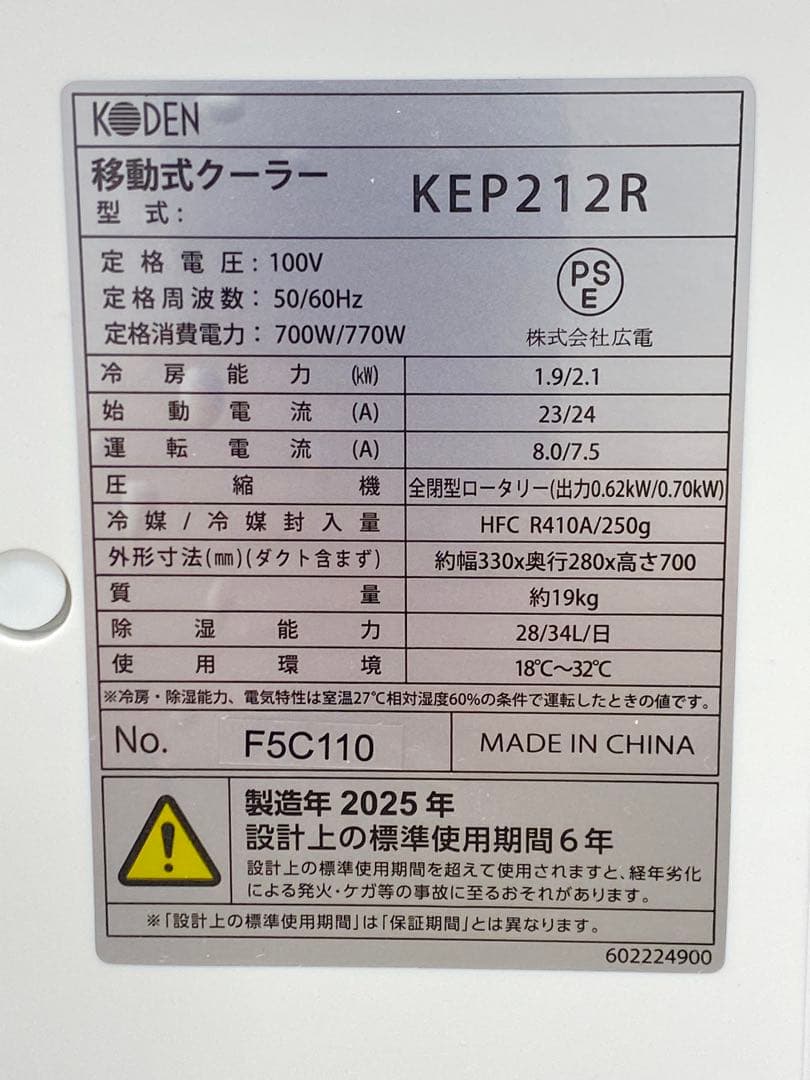 KODEN
移動式クーラー
型式: KEP212R
定格電圧: 100V
定格周波数: 50/60Hz
定格消費電力: 700W/770W
PS
E
株式会社広電
冷房能力 (kW) 1.9/2.1
始動電流 (A) 23/24
運転電流 (A) 8.0/7.5
圧縮機 全閉型ロータリー(出力0.62kW/0.70kW)
冷媒/冷媒封入量 HFC R410A/250g
外形寸法(mm)(ダクト含まず) 約幅330x奥行280x高さ700
質量 約19kg
除湿能力 28/34L/日
使用環境 18℃～32℃
※冷房・除湿能力、電気特性は室温27℃相対湿度60%の条件で運転したときの値です。
No. F5C110 MADE IN CHINA
製造年 2025 年
設計上の標準使用期間6年
設計上の標準使用期間を超えて使用されますと、経年劣化
による発火・ケガ等の事故に至るおそれがあります。
※「設計上の標準使用期間」は「保証期間」とは異なります。
602224900